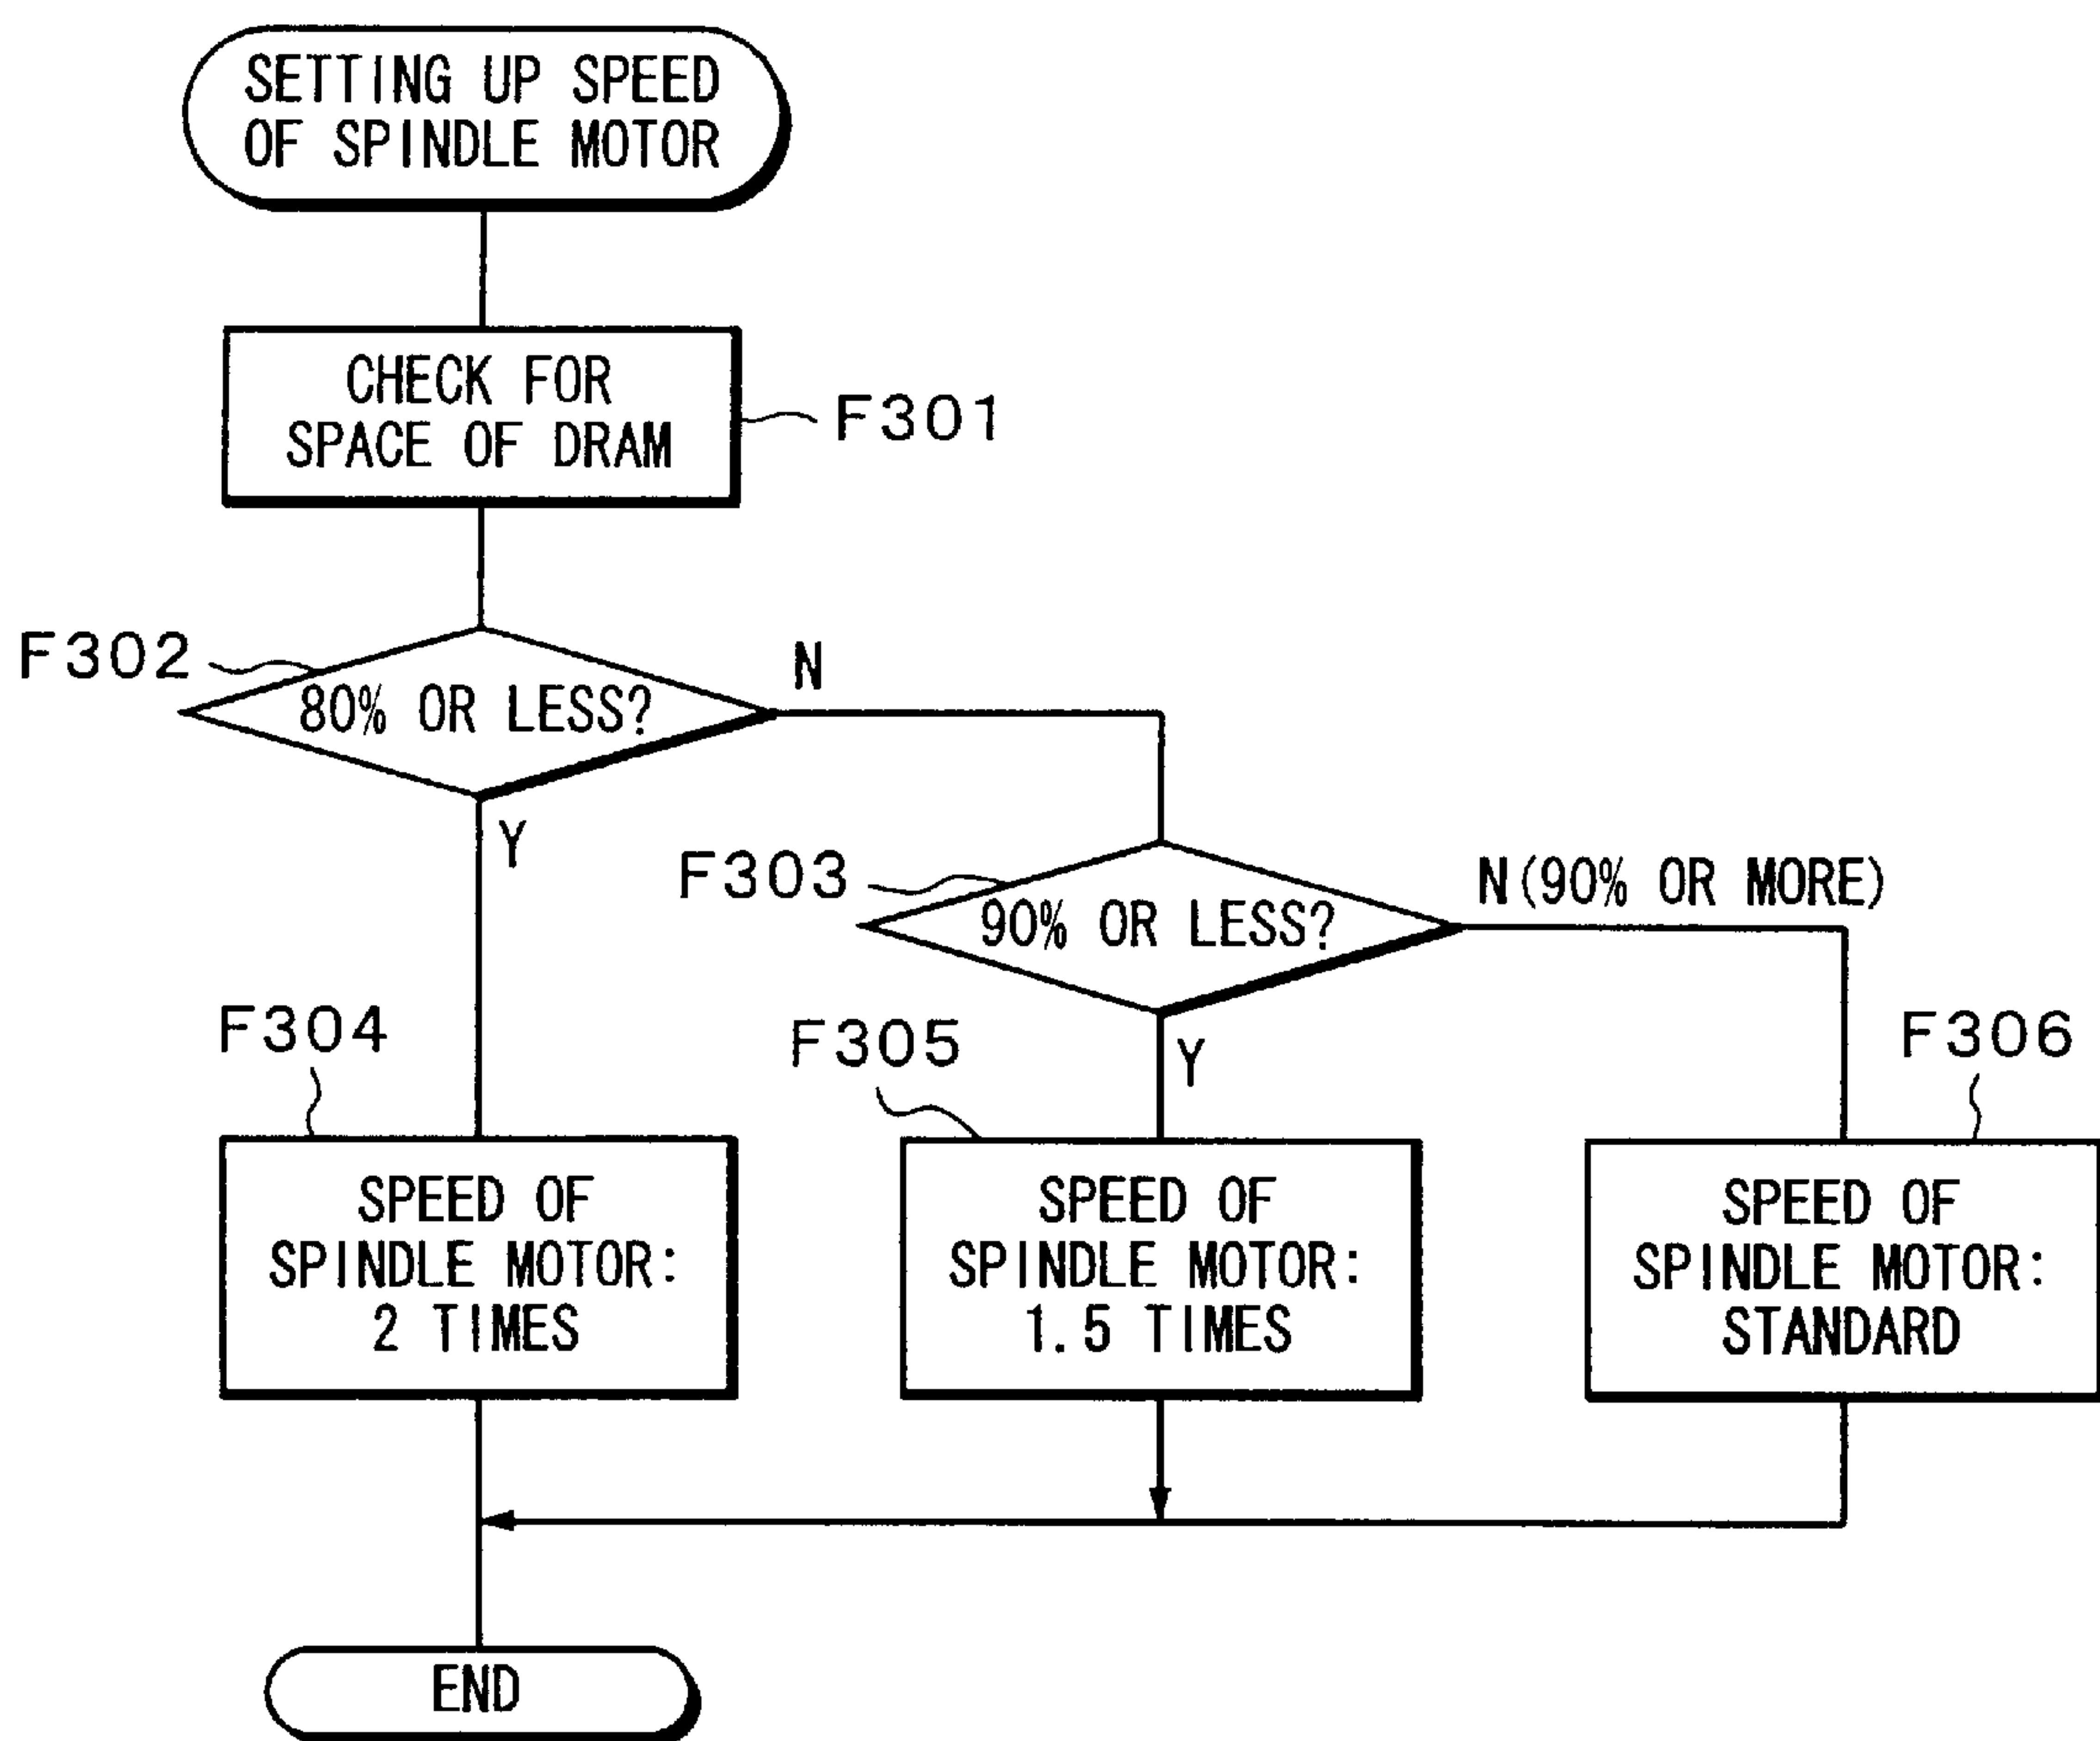 SETTING UP SPEED
OF SPINDLE MOTOR
CHECK FOR
SPACE OF DRAM
F301
F302
80% OR LESS?
N
Y
F303
90% OR LESS?
N(90% OR MORE)
Y
F304
SPEED OF
SPINDLE MOTOR:
2 TIMES
F305
SPEED OF
SPINDLE MOTOR:
1.5 TIMES
F306
SPEED OF
SPINDLE MOTOR:
STANDARD
END